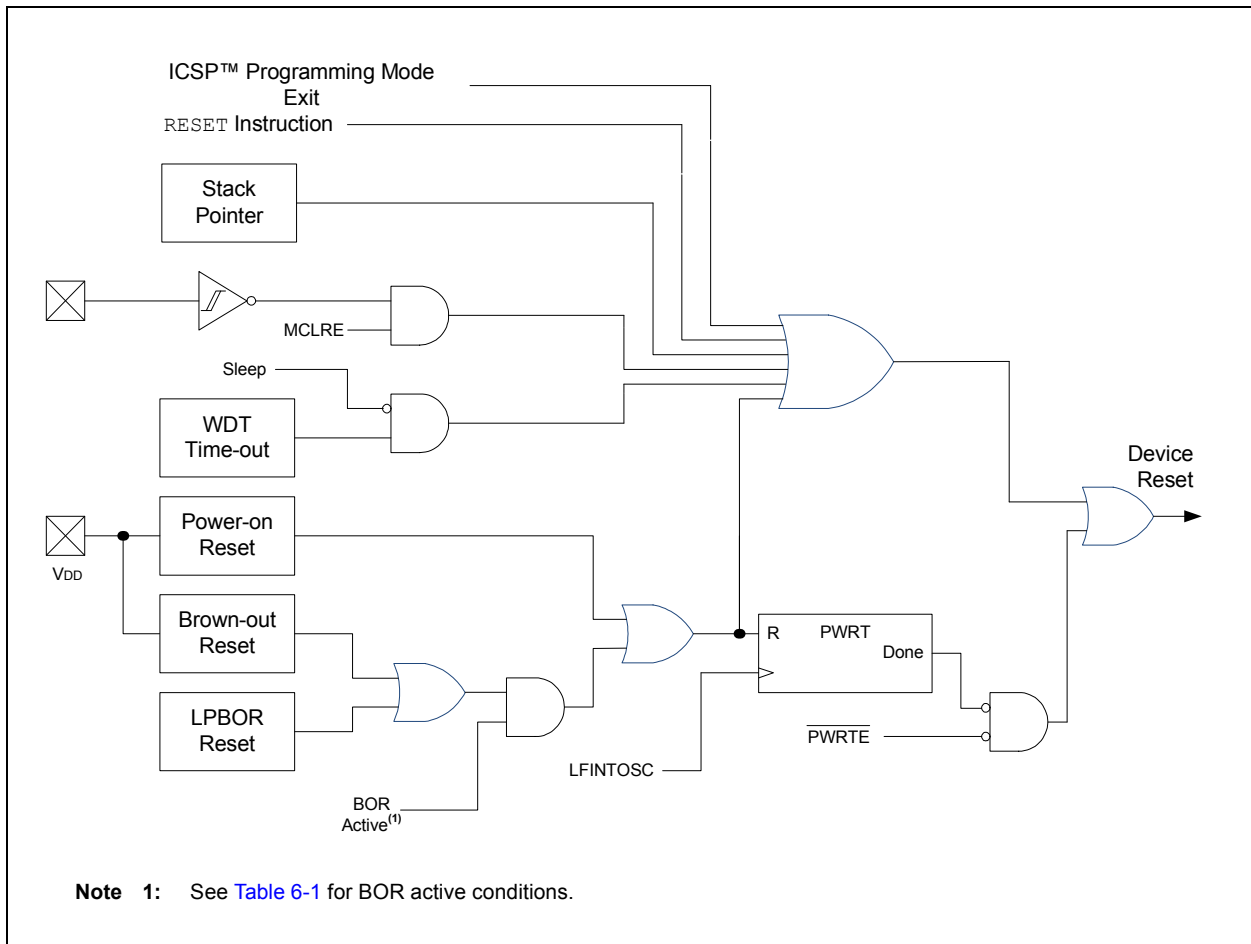 ICSP™ Programming Mode
Exit
RESET Instruction
Stack
Pointer
MCLRE
Sleep
WDT
Time-out
Device
Reset
Power-on
Reset
VDD
Brown-out
Reset
R PWRT
Done
LPBOR
Reset
PWRTE
LFINTOSC
BOR
Active(1)
Note 1: See Table 6-1 for BOR active conditions.